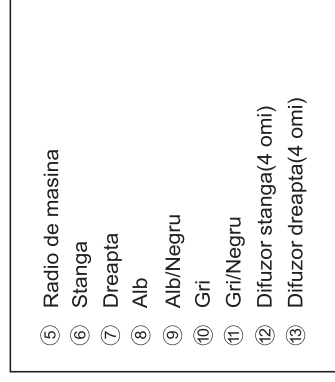 ⑤ Radio de masina
⑥ Stanga
⑦ Dreapta
⑧ Alb
⑨ Alb/Negru
⑩ Gri
⑪ Gri/Negru
⑫ Difuzor stanga(4 omi)
⑬ Difuzor dreapta(4 omi)